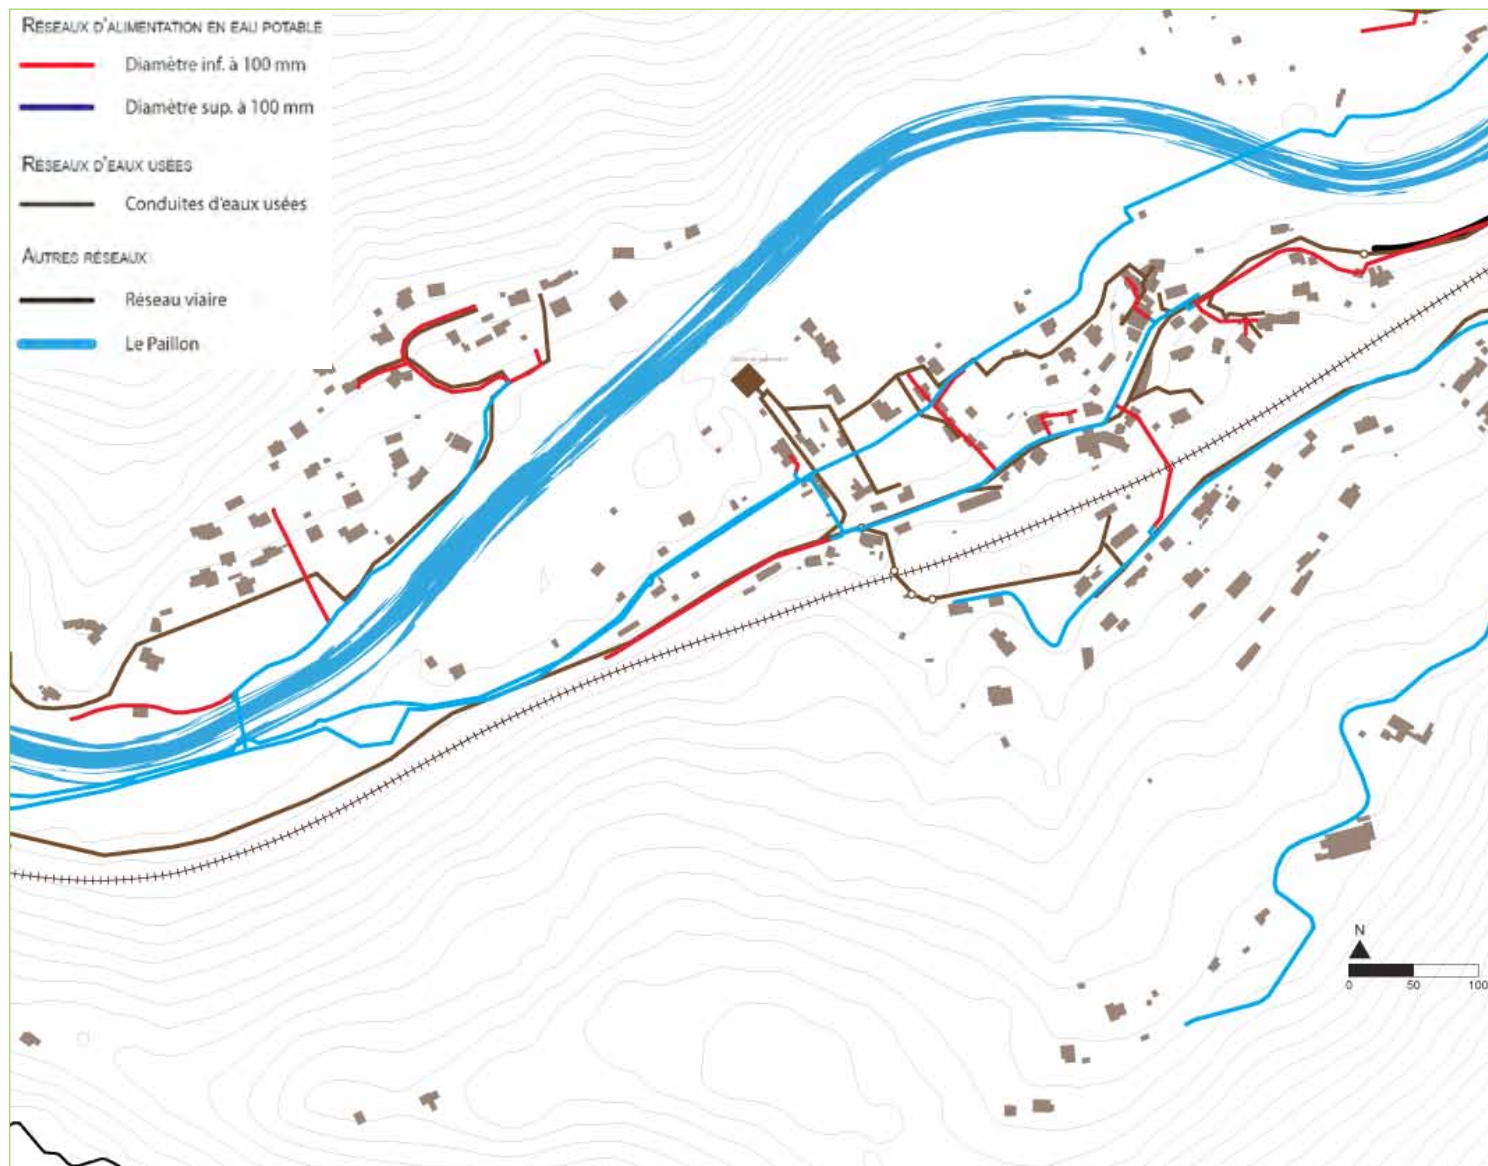 RÉSEAUX D'ALIMENTATION EN EAU POTABLE
Diamètre inf. à 100 mm
Diamètre sup. à 100 mm
RÉSEAUX D'EAUX USÉES
Conduites d'eaux usées
AUTRES RÉSEAUX
Réseau viaire
Le Paillon
N
0 50 100